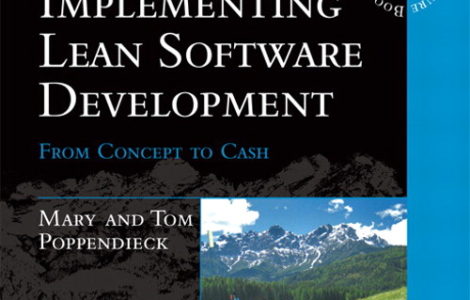 IMPLEMENTING
LEAN SOFTWARE
DEVELOPMENT
FROM CONCEPT TO CASH
MARY AND TOM
POPPENDIECK